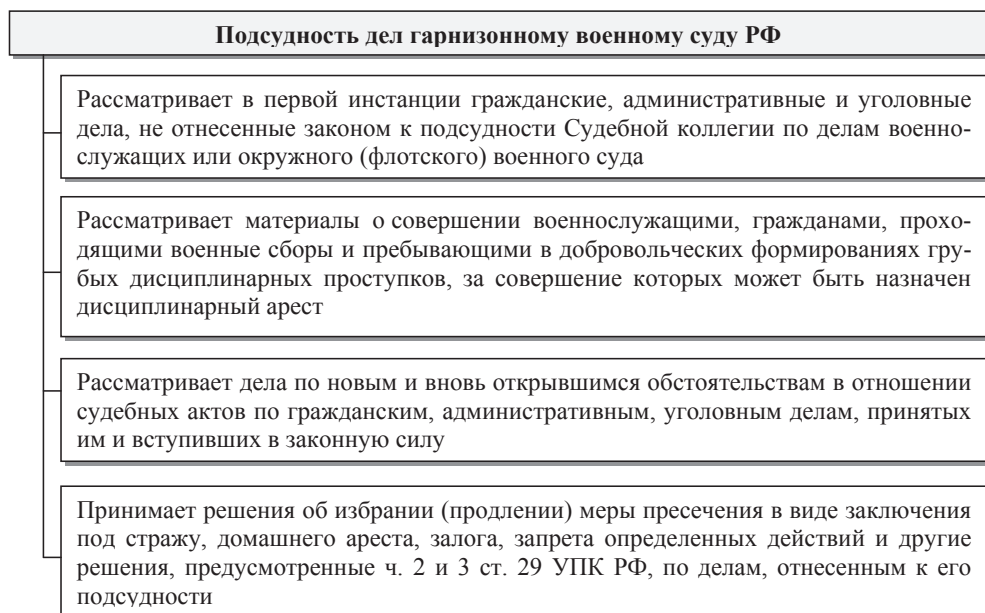 Подсудность дел гарнизонному военному суду РФ
Рассматривает в первой инстанции гражданские, административные и уголовные
дела, не отнесенные законом к подсудности Судебной коллегии по делам военно-
служащих или окружного (флотского) военного суда
Рассматривает материалы о совершении военнослужащими, гражданами, прохо-
дящими военные сборы и пребывающими в добровольческих формированиях гру-
бых дисциплинарных проступков, за совершение которых может быть назначен
дисциплинарный арест
Рассматривает дела по новым и вновь открывшимся обстоятельствам в отношении
судебных актов по гражданским, административным, уголовным делам, принятых
им и вступивших в законную силу
Принимает решения об избрании (продлении) меры пресечения в виде заключения
под стражу, домашнего ареста, залога, запрета определенных действий и другие
решения, предусмотренные ч. 2 и 3 ст. 29 УПК РФ, по делам, отнесенным к его
подсудности